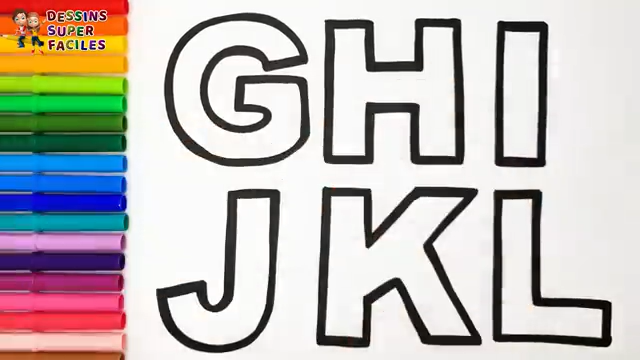 DESSINS
SUPER
FACILES
GHI
JKL